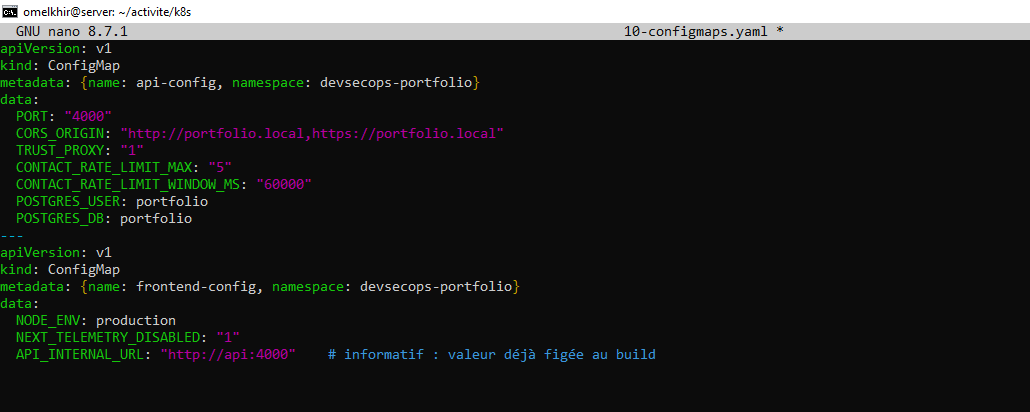 omelkhir@server: ~/activite/k8s
GNU nano 8.7.1 10-configmaps.yaml *
apiVersion: v1
kind: ConfigMap
metadata: {name: api-config, namespace: devsecops-portfolio}
data:
  PORT: "4000"
  CORS_ORIGIN: "http://portfolio.local,https://portfolio.local"
  TRUST_PROXY: "1"
  CONTACT_RATE_LIMIT_MAX: "5"
  CONTACT_RATE_LIMIT_WINDOW_MS: "60000"
  POSTGRES_USER: portfolio
  POSTGRES_DB: portfolio
---
apiVersion: v1
kind: ConfigMap
metadata: {name: frontend-config, namespace: devsecops-portfolio}
data:
  NODE_ENV: production
  NEXT_TELEMETRY_DISABLED: "1"
  API_INTERNAL_URL: "http://api:4000"    # informatif : valeur déjà figée au build